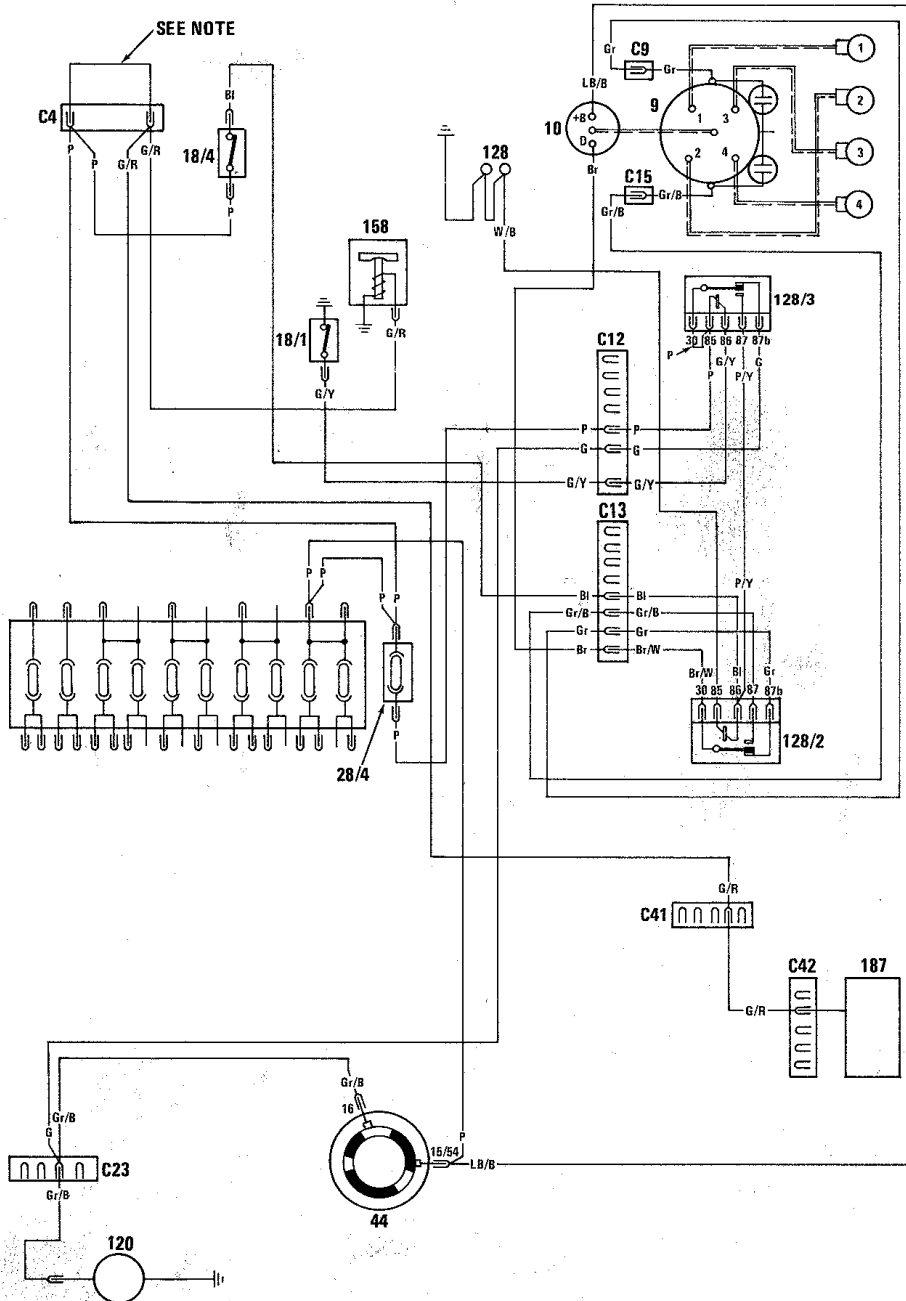 SEE NOTE
C4
P
P
G/R
G/R
Bl
18/4
P
158
G/R
18/1
G/Y
128
W/B
LB/B
Gr
C9
Gr
9
10
+B
D
Br
1
3
2
4
C15
Gr/B
Gr/B
1
2
3
4
128/3
30
85
86
87
87b
P
P
G/Y
P/Y
G
C12
P
P
G
G
G/Y
G/Y
C13
Bl
Bl
Gr/B
Gr/B
Gr
Gr
Br
Br/W
P/Y
Br/W
Bl
Gr
30
85
86
87
87b
128/2
P
P
P
P
P
28/4
G/R
C41
C42
187
G/R
Gr/B
16
15/54
P
LB/B
44
G
Gr/B
C23
Gr/B
120